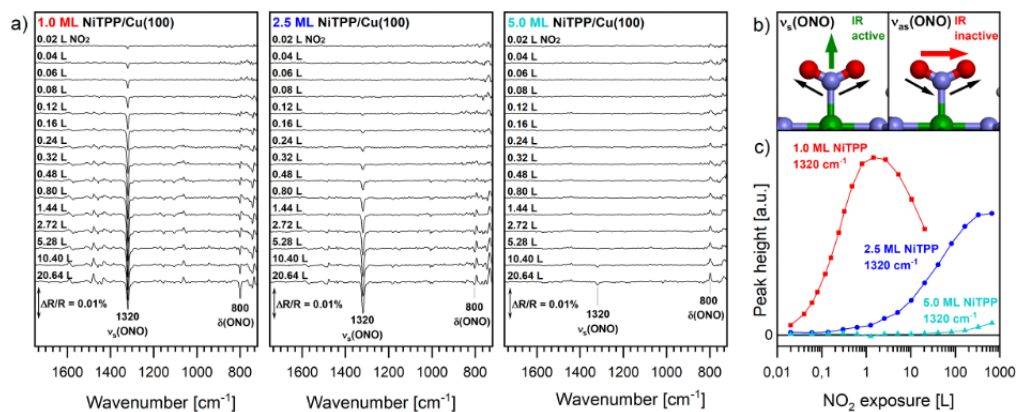 a)
1.0 ML NiTPP/Cu(100)
0.02 L NO₂
0.04 L
0.06 L
0.08 L
0.12 L
0.16 L
0.24 L
0.32 L
0.48 L
0.80 L
1.44 L
2.72 L
5.28 L
10.40 L
20.64 L
ΔR/R = 0.01%
1320
νs(ONO)
800
δ(ONO)
1600 1400 1200 1000 800
Wavenumber [cm⁻¹]
2.5 ML NiTPP/Cu(100)
0.02 L NO₂
0.04 L
0.06 L
0.08 L
0.12 L
0.16 L
0.24 L
0.32 L
0.48 L
0.80 L
1.44 L
2.72 L
5.28 L
10.40 L
20.64 L
ΔR/R = 0.01%
1320
νs(ONO)
800
δ(ONO)
1600 1400 1200 1000 800
Wavenumber [cm⁻¹]
5.0 ML NiTPP/Cu(100)
0.02 L NO₂
0.04 L
0.06 L
0.08 L
0.12 L
0.16 L
0.24 L
0.32 L
0.48 L
0.80 L
1.44 L
2.72 L
5.28 L
10.40 L
20.64 L
ΔR/R = 0.01%
1320
νs(ONO)
800
δ(ONO)
1600 1400 1200 1000 800
Wavenumber [cm⁻¹]
b)
νs(ONO) IR
active
νas(ONO) IR
inactive
c)
Peak height [a.u.]
0
1.0 ML NiTPP
1320 cm⁻¹
2.5 ML NiTPP
1320 cm⁻¹
5.0 ML NiTPP
1320 cm⁻¹
0,01 0,1 1 10 100 1000
NO₂ exposure [L]